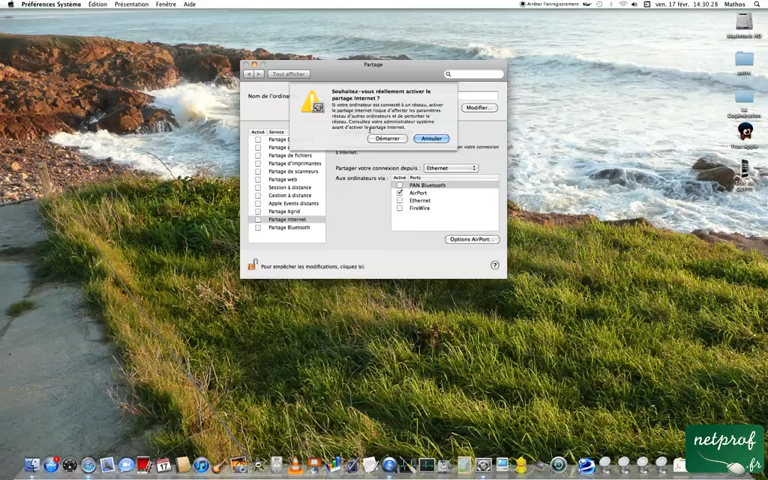 Préférences Système Édition Présentation Fenêtre Aide
Arrêter l'enregistrement ven. 17 févr. 14:30:28 Mathos
Macintosh HD
Partage
Tout afficher
Nom de l'ordinat
Souhaitez-vous réellement activer le
partage Internet ?
Si votre ordinateur est connecté à un réseau, activer
le partage Internet risque d'affecter les paramètres
réseau d'autres ordinateurs et de perturber le
réseau. Consultez votre administrateur système
avant d'activer le partage Internet.
Démarrer
Annuler
Modifier...
Activé Service
Partage de fichiers
Partage d'imprimantes
Partage de scanneurs
Partage web
Session à distance
Gestion à distance
Apple Events distants
Partage Xgrid
Partage Internet
Partage Bluetooth
connexion à
Partager votre connexion depuis : Ethernet
Aux ordinateurs via :
Activé Ports
PAN Bluetooth
AirPort
Ethernet
FireWire
Options AirPort...
Pour empêcher les modifications, cliquez ici.
?
17
netprof
.fr